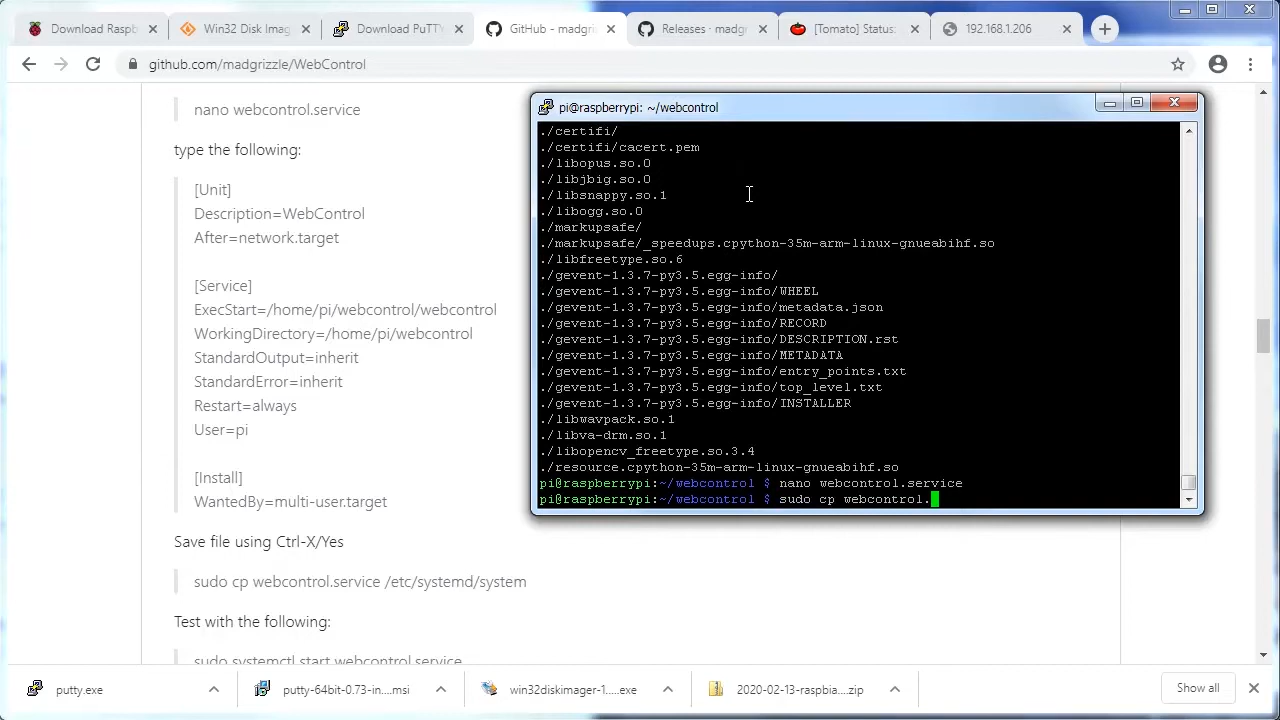 Download Raspb
Win32 Disk Imag
Download PuTTY
GitHub - madgri
Releases · madg
[Tomato] Status:
192.168.1.206
github.com/madgrizzle/WebControl
nano webcontrol.service
type the following:
[Unit]
Description=WebControl
After=network.target
[Service]
ExecStart=/home/pi/webcontrol/webcontrol
WorkingDirectory=/home/pi/webcontrol
StandardOutput=inherit
StandardError=inherit
Restart=always
User=pi
[Install]
WantedBy=multi-user.target
Save file using Ctrl-X/Yes
sudo cp webcontrol.service /etc/systemd/system
Test with the following:
sudo systemctl start webcontrol.service
pi@raspberrypi: ~/webcontrol
./certifi/
./certifi/cacert.pem
./libopus.so.0
./libjbig.so.0
./libsnappy.so.1
./libogg.so.0
./markupsafe/
./markupsafe/_speedups.cpython-35m-arm-linux-gnueabihf.so
./libfreetype.so.6
./gevent-1.3.7-py3.5.egg-info/
./gevent-1.3.7-py3.5.egg-info/WHEEL
./gevent-1.3.7-py3.5.egg-info/metadata.json
./gevent-1.3.7-py3.5.egg-info/RECORD
./gevent-1.3.7-py3.5.egg-info/DESCRIPTION.rst
./gevent-1.3.7-py3.5.egg-info/METADATA
./gevent-1.3.7-py3.5.egg-info/entry_points.txt
./gevent-1.3.7-py3.5.egg-info/top_level.txt
./gevent-1.3.7-py3.5.egg-info/INSTALLER
./libwavpack.so.1
./libva-drm.so.1
./libopencv_freetype.so.3.4
./resource.cpython-35m-arm-linux-gnueabihf.so
pi@raspberrypi:~/webcontrol $ nano webcontrol.service
pi@raspberrypi:~/webcontrol $ sudo cp webcontrol.
putty.exe
putty-64bit-0.73-in....msi
win32diskimager-1.....exe
2020-02-13-raspbia....zip
Show all